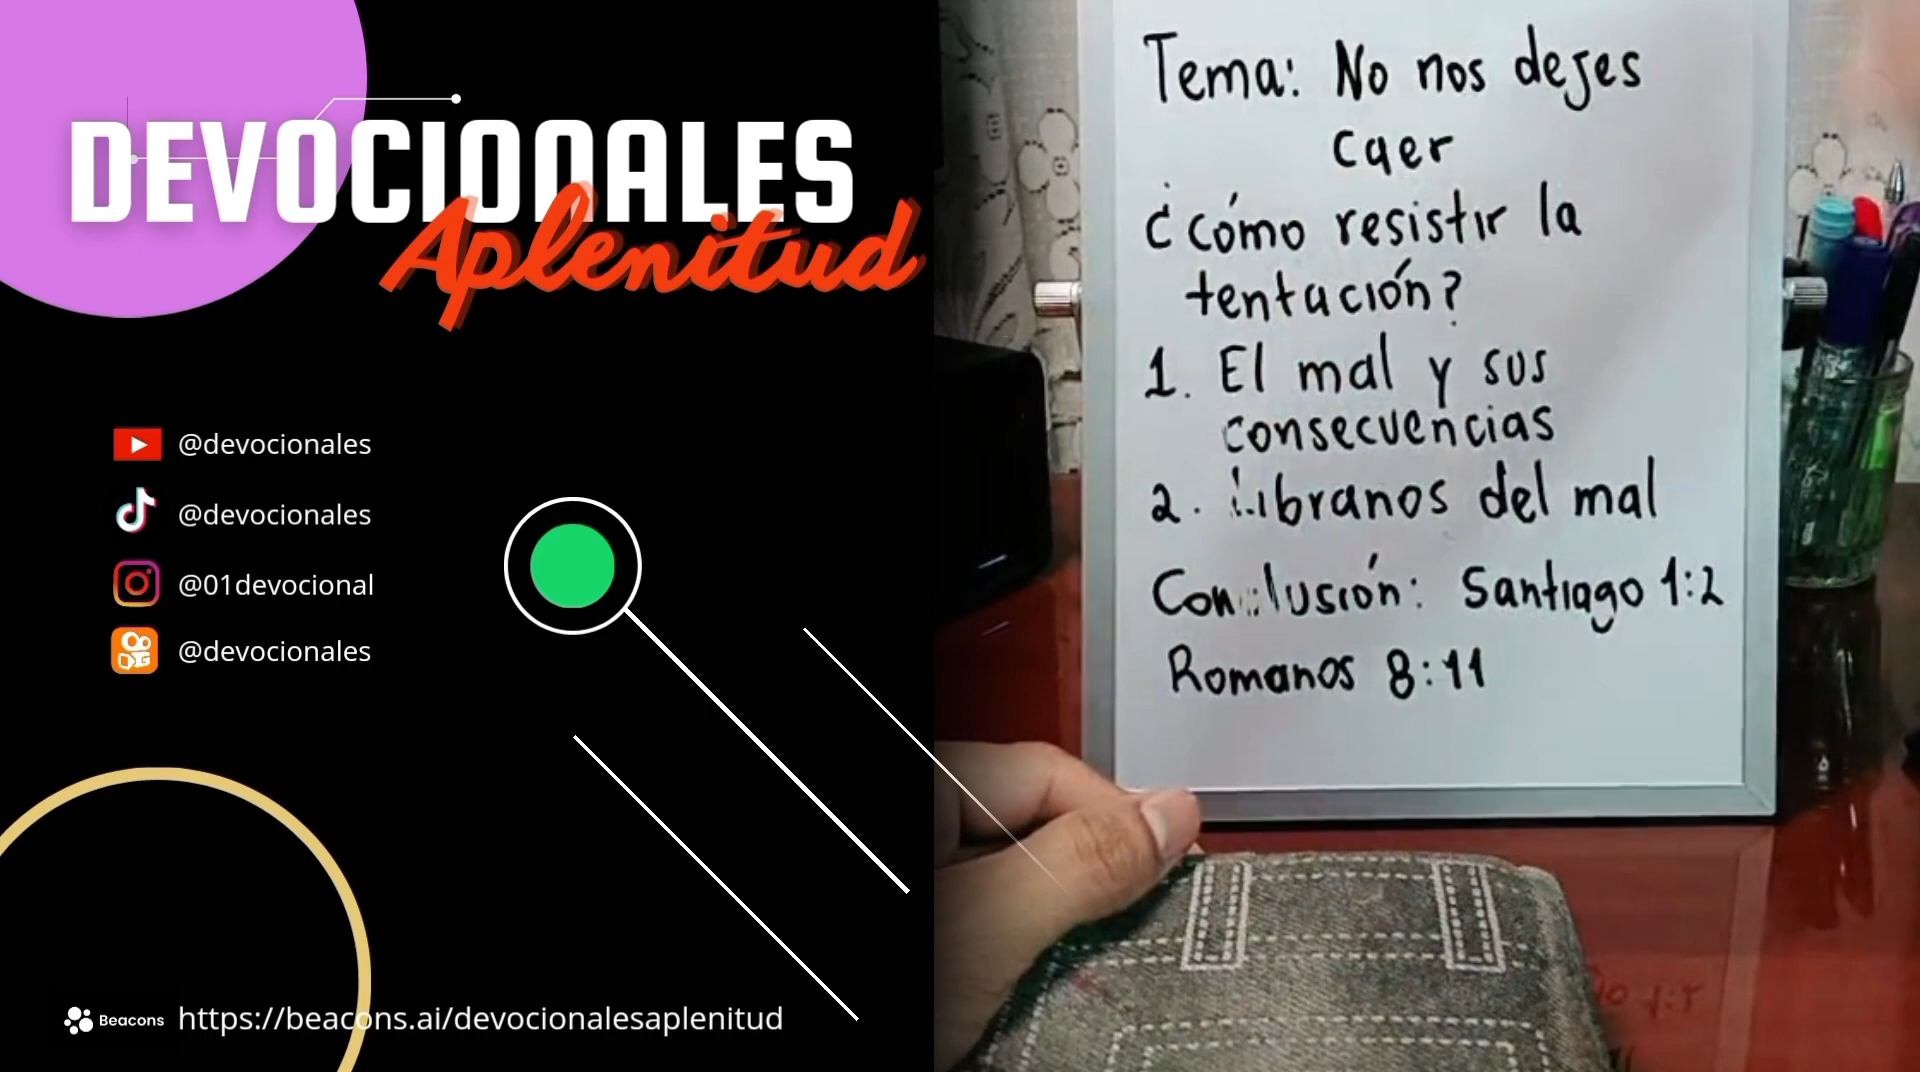 DEVOCIONALES
Aplenitud
@devocionales
@devocionales
@01devocional
@devocionales
Beacons https://beacons.ai/devocionalesaplenitud
Tema: No nos dejes
caer
¿cómo resistir la
tentación?
1. El mal y sus
consecuencias
2. Libranos del mal
Conclusión: Santiago 1:2
Romanos 8:11